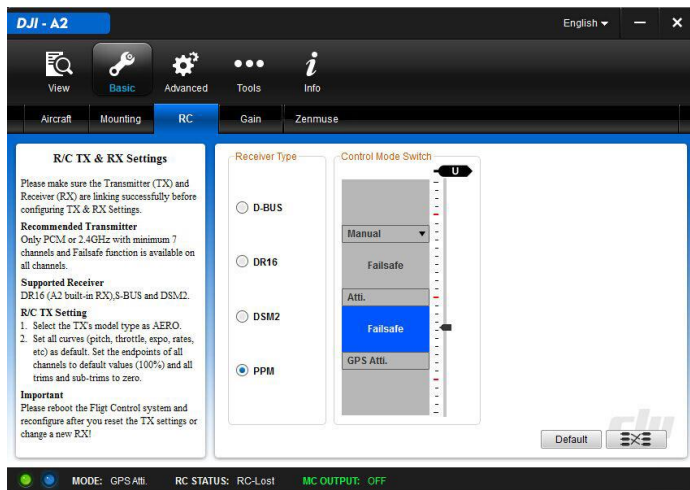 DJI - A2
English
View
Basic
Advanced
Tools
Info
Aircraft
Mounting
RC
Gain
Zenmuse
R/C TX & RX Settings
Please make sure the Transmitter (TX) and
Receiver (RX) are linking successfully before
configuring TX & RX Settings.
Recommended Transmitter
Only PCM or 2.4GHz with minimum 7
channels and Failsafe function is available on
all channels.
Supported Receiver
DR16 (A2 built-in RX),S-BUS and DSM2.
R/C TX Setting
1. Select the TX's model type as AERO.
2. Set all curves (pitch, throttle, expo, rates,
etc) as default. Set the endpoints of all
channels to default values (100%) and all
trims and sub-trims to zero.
Important
Please reboot the Fligt Control system and
reconfigure after you reset the TX settings or
change a new RX!
Receiver Type
D-BUS
DR16
DSM2
PPM
Control Mode Switch
U
Manual
Failsafe
Atti.
Failsafe
GPS Atti.
dji
Default
MODE: GPS Atti.
RC STATUS: RC-Lost
MC OUTPUT: OFF